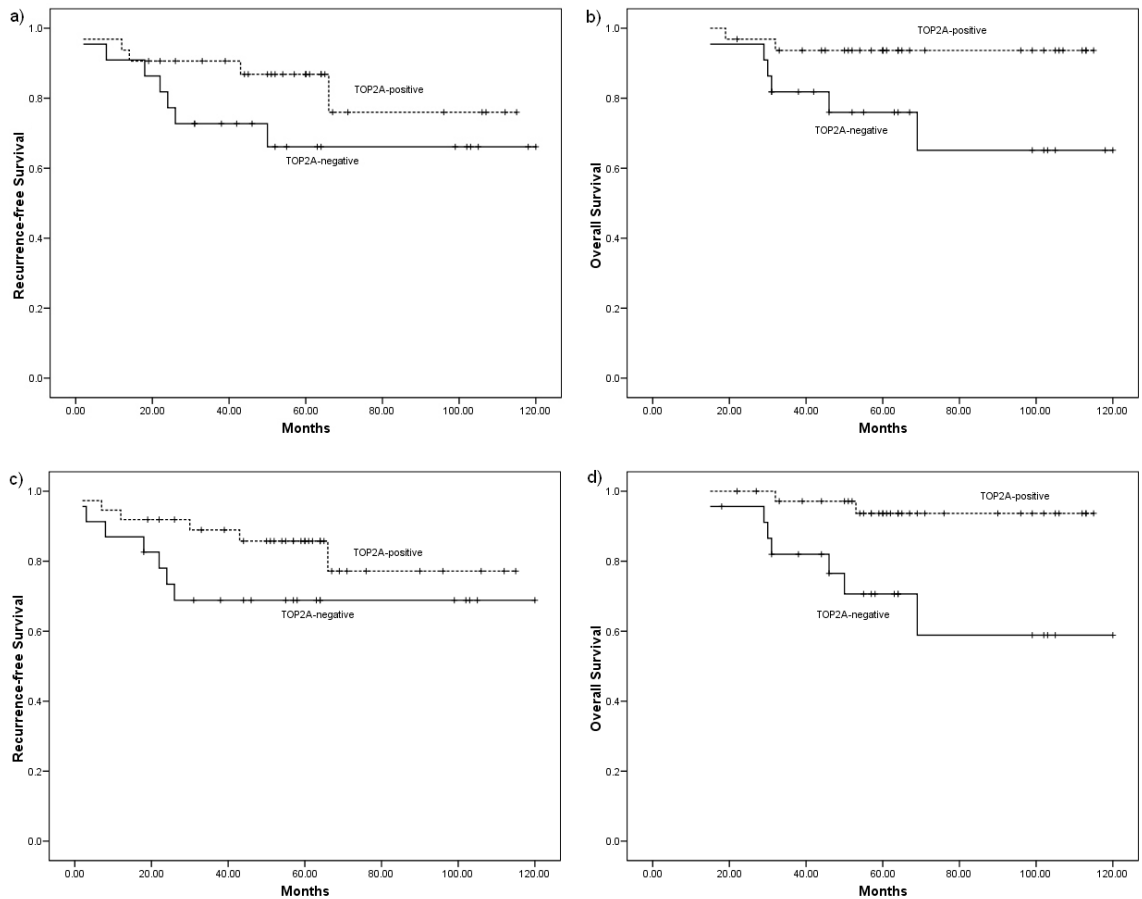 a)
Recurrence-free Survival
1.0
0.8
0.6
0.4
0.2
0.0
TOP2A-positive
TOP2A-negative
0.00 20.00 40.00 60.00 80.00 100.00 120.00
Months
b)
Overall Survival
1.0
0.8
0.6
0.4
0.2
0.0
TOP2A-positive
TOP2A-negative
0.00 20.00 40.00 60.00 80.00 100.00 120.00
Months
c)
Recurrence-free Survival
1.0
0.8
0.6
0.4
0.2
0.0
TOP2A-positive
TOP2A-negative
0.00 20.00 40.00 60.00 80.00 100.00 120.00
Months
d)
Overall Survival
1.0
0.8
0.6
0.4
0.2
0.0
TOP2A-positive
TOP2A-negative
0.00 20.00 40.00 60.00 80.00 100.00 120.00
Months